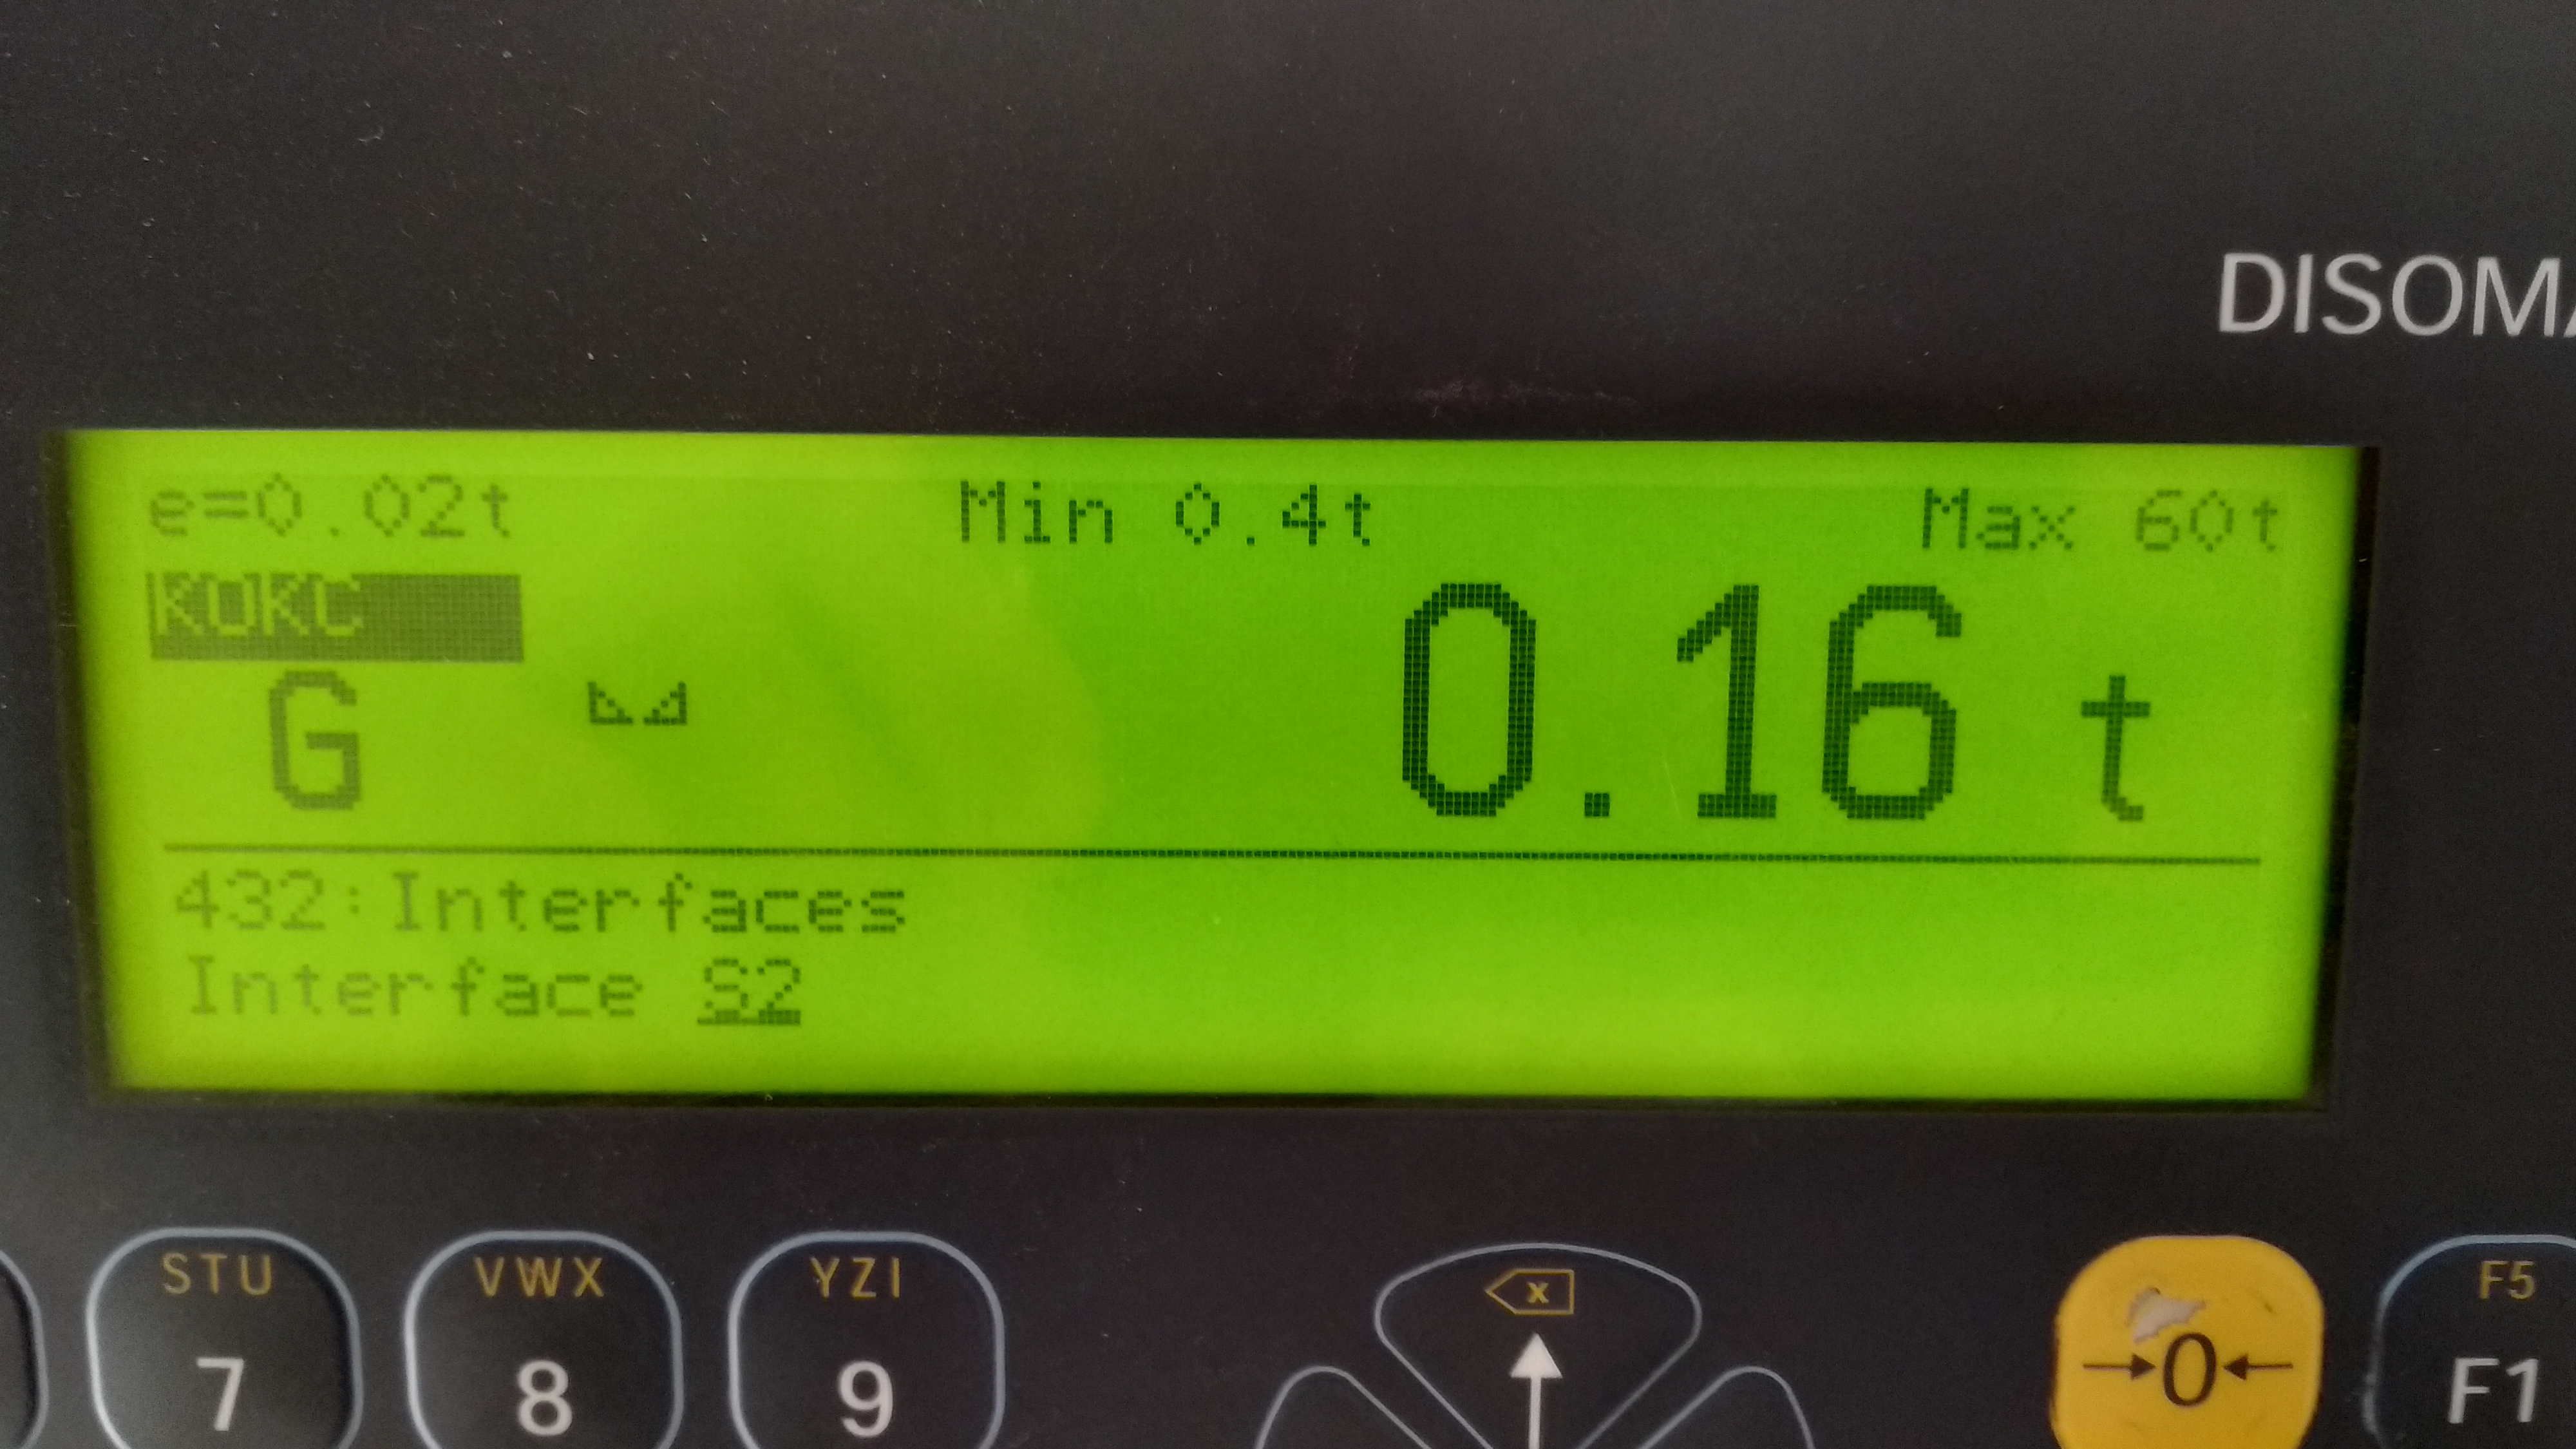 DISOMA
e=0.02t Min 0.4t Max 60t
KOKC
G 0.16 t
432:Interfaces
Interface S2
STU VWX YZI x F5
7 8 9 →0← F1